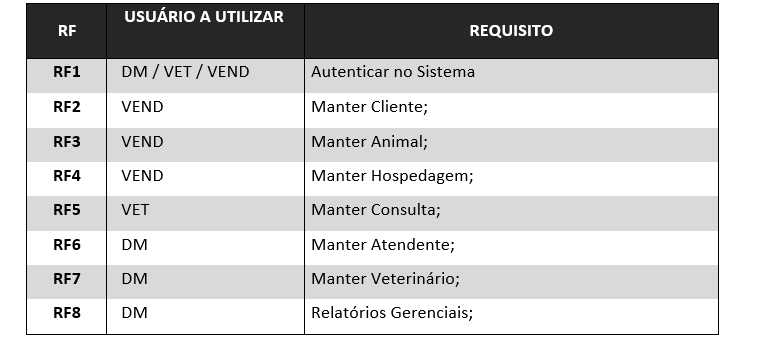 RF USUÁRIO A UTILIZAR REQUISITO
RF1 DM / VET / VEND Autenticar no Sistema
RF2 VEND Manter Cliente;
RF3 VEND Manter Animal;
RF4 VEND Manter Hospedagem;
RF5 VET Manter Consulta;
RF6 DM Manter Atendente;
RF7 DM Manter Veterinário;
RF8 DM Relatórios Gerenciais;